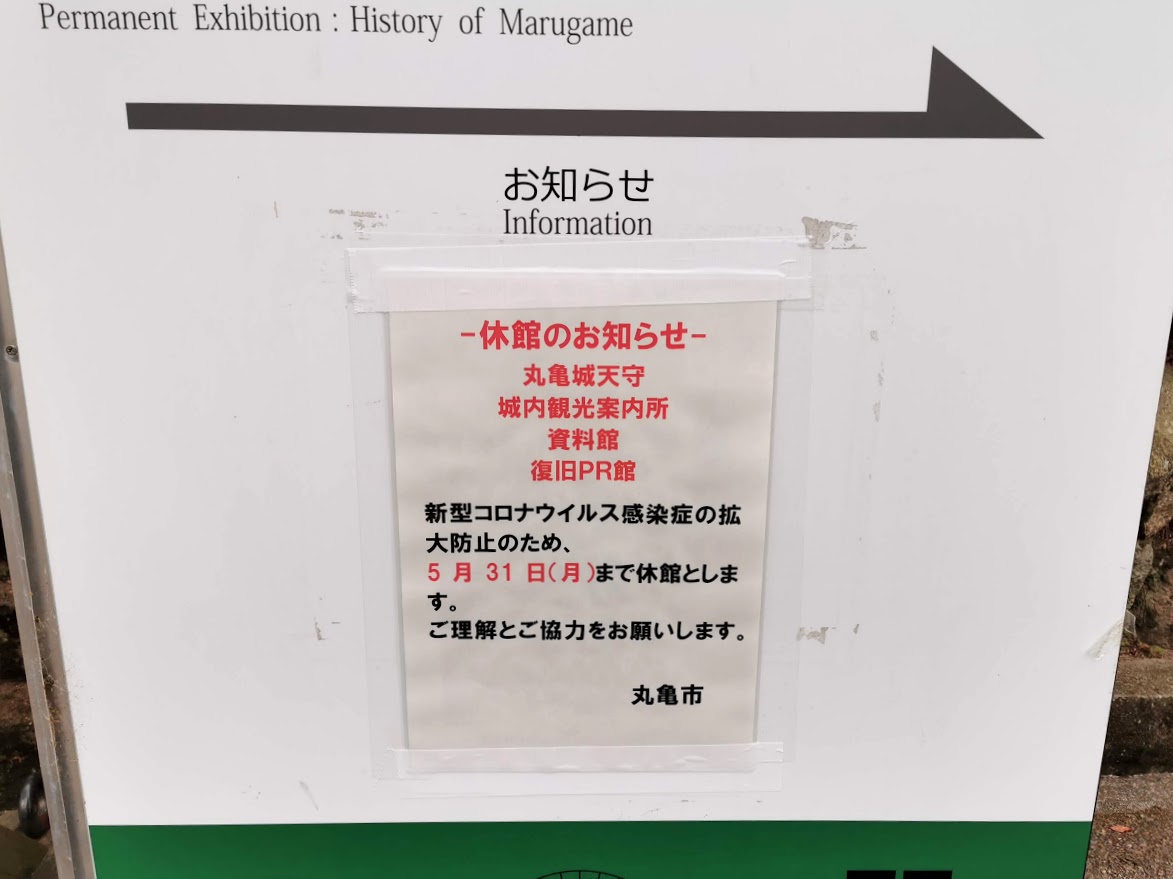 Permanent Exhibition : History of Marugame
お知らせ
Information
-休館のお知らせ-
丸亀城天守
城内観光案内所
資料館
復旧PR館
新型コロナウイルス感染症の拡
大防止のため、
5 月 31 日(月)まで休館としま
す。
ご理解とご協力をお願いします。
丸亀市